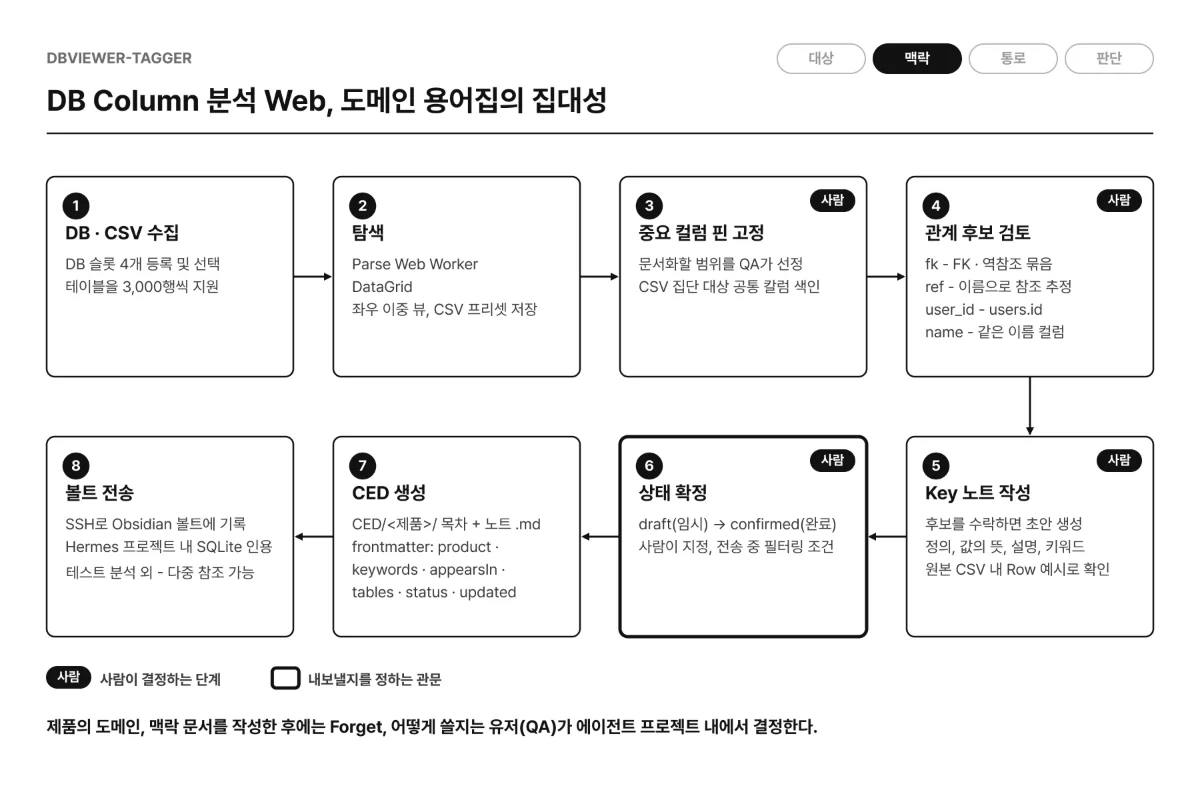 DBVIEWER-TAGGER
대상
맥락
통로
판단
DB Column 분석 Web, 도메인 용어집의 집대성
1
DB · CSV 수집
DB 슬롯 4개 등록 및 선택
테이블을 3,000행씩 지원
2
탐색
Parse Web Worker
DataGrid
좌우 이중 뷰, CSV 프리셋 저장
3
사람
중요 컬럼 핀 고정
문서화할 범위를 QA가 선정
CSV 집단 대상 공통 칼럼 색인
4
사람
관계 후보 검토
fk - FK · 역참조 묶음
ref - 이름으로 참조 추정
user_id - users.id
name - 같은 이름 컬럼
5
사람
Key 노트 작성
후보를 수락하면 초안 생성
정의, 값의 뜻, 설명, 키워드
원본 CSV 내 Row 예시로 확인
6
사람
상태 확정
draft(임시) → confirmed(완료)
사람이 지정, 전송 중 필터링 조건
7
CED 생성
CED/<제품>/ 목차 + 노트 .md
frontmatter: product ·
keywords · appearsIn ·
tables · status · updated
8
볼트 전송
SSH로 Obsidian 볼트에 기록
Hermes 프로젝트 내 SQLite 인용
테스트 분석 외 - 다중 참조 가능
사람 사람이 결정하는 단계
내보낼지를 정하는 관문
제품의 도메인, 맥락 문서를 작성한 후에는 Forget, 어떻게 쓸지는 유저(QA)가 에이전트 프로젝트 내에서 결정한다.